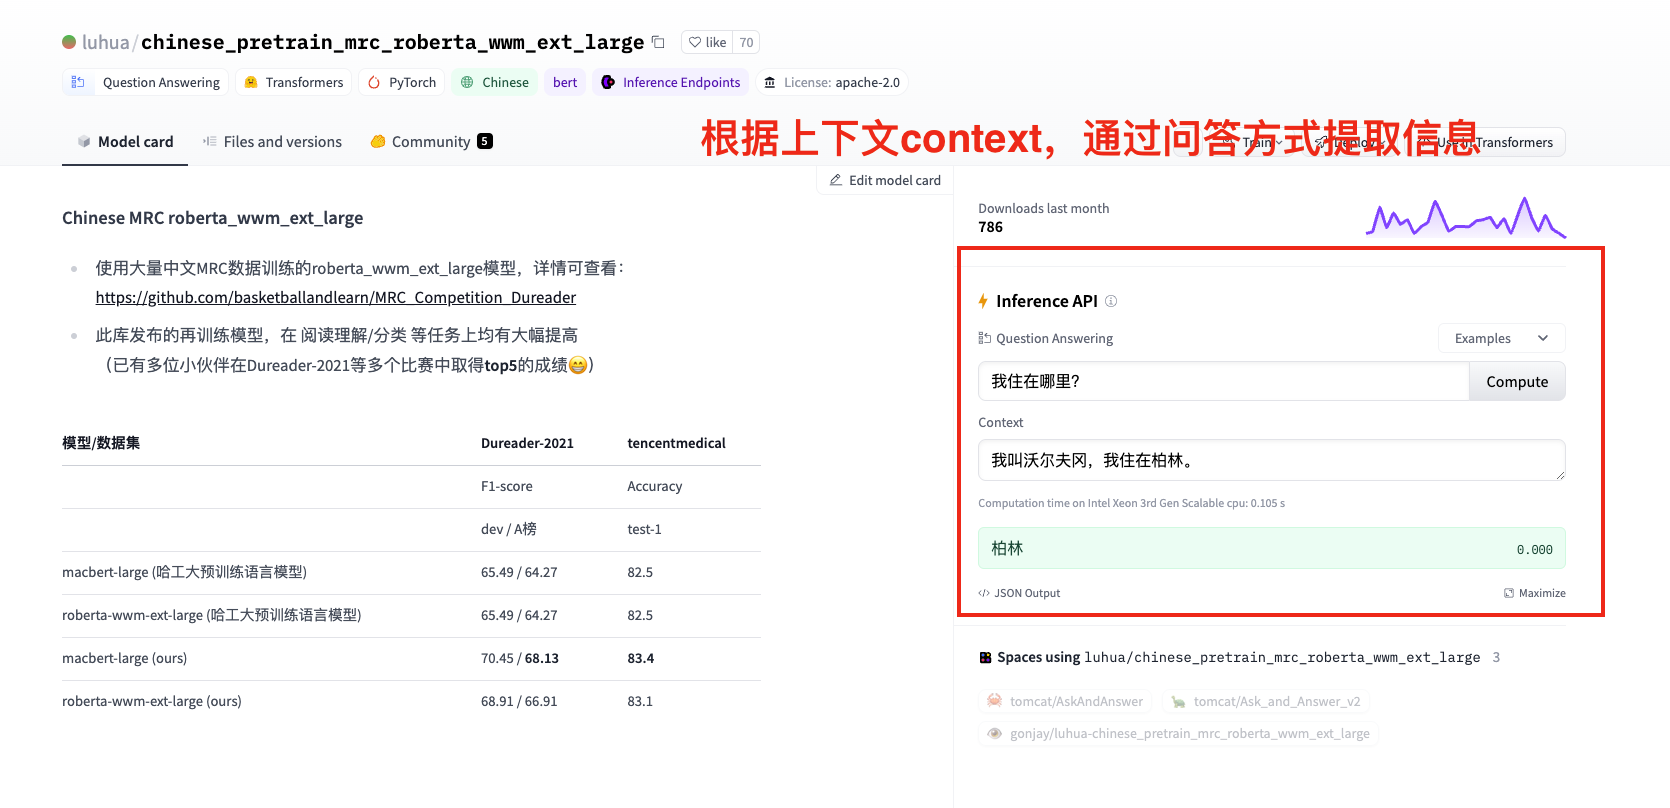 luhua/chinese_pretrain_mrc_roberta_wwm_ext_large like 70
Question Answering Transformers PyTorch Chinese bert Inference Endpoints License: apache-2.0
根据上下文context，通过问答方式提取信息
Model card Files and versions Community 5 Train Deploy Use in Transformers
Edit model card
Chinese MRC roberta_wwm_ext_large
使用大量中文MRC数据训练的roberta_wwm_ext_large模型，详情可查看：
https://github.com/basketballandlearn/MRC_Competition_Dureader
此库发布的再训练模型，在 阅读理解/分类 等任务上均有大幅提高
（已有多位小伙伴在Dureader-2021等多个比赛中取得top5的成绩😁）
模型/数据集 Dureader-2021 tencentmedical
F1-score Accuracy
dev / A榜 test-1
macbert-large (哈工大预训练语言模型) 65.49 / 64.27 82.5
roberta-wwm-ext-large (哈工大预训练语言模型) 65.49 / 64.27 82.5
macbert-large (ours) 70.45 / 68.13 83.4
roberta-wwm-ext-large (ours) 68.91 / 66.91 83.1
Downloads last month
786
Inference API
Question Answering Examples
我住在哪里? Compute
Context
我叫沃尔夫冈，我住在柏林。
Computation time on Intel Xeon 3rd Gen Scalable cpu: 0.105 s
柏林 0.000
</> JSON Output Maximize
Spaces using luhua/chinese_pretrain_mrc_roberta_wwm_ext_large 3
tomcat/AskAndAnswer tomcat/Ask_and_Answer_v2
gonjay/luhua-chinese_pretrain_mrc_roberta_wwm_ext_large